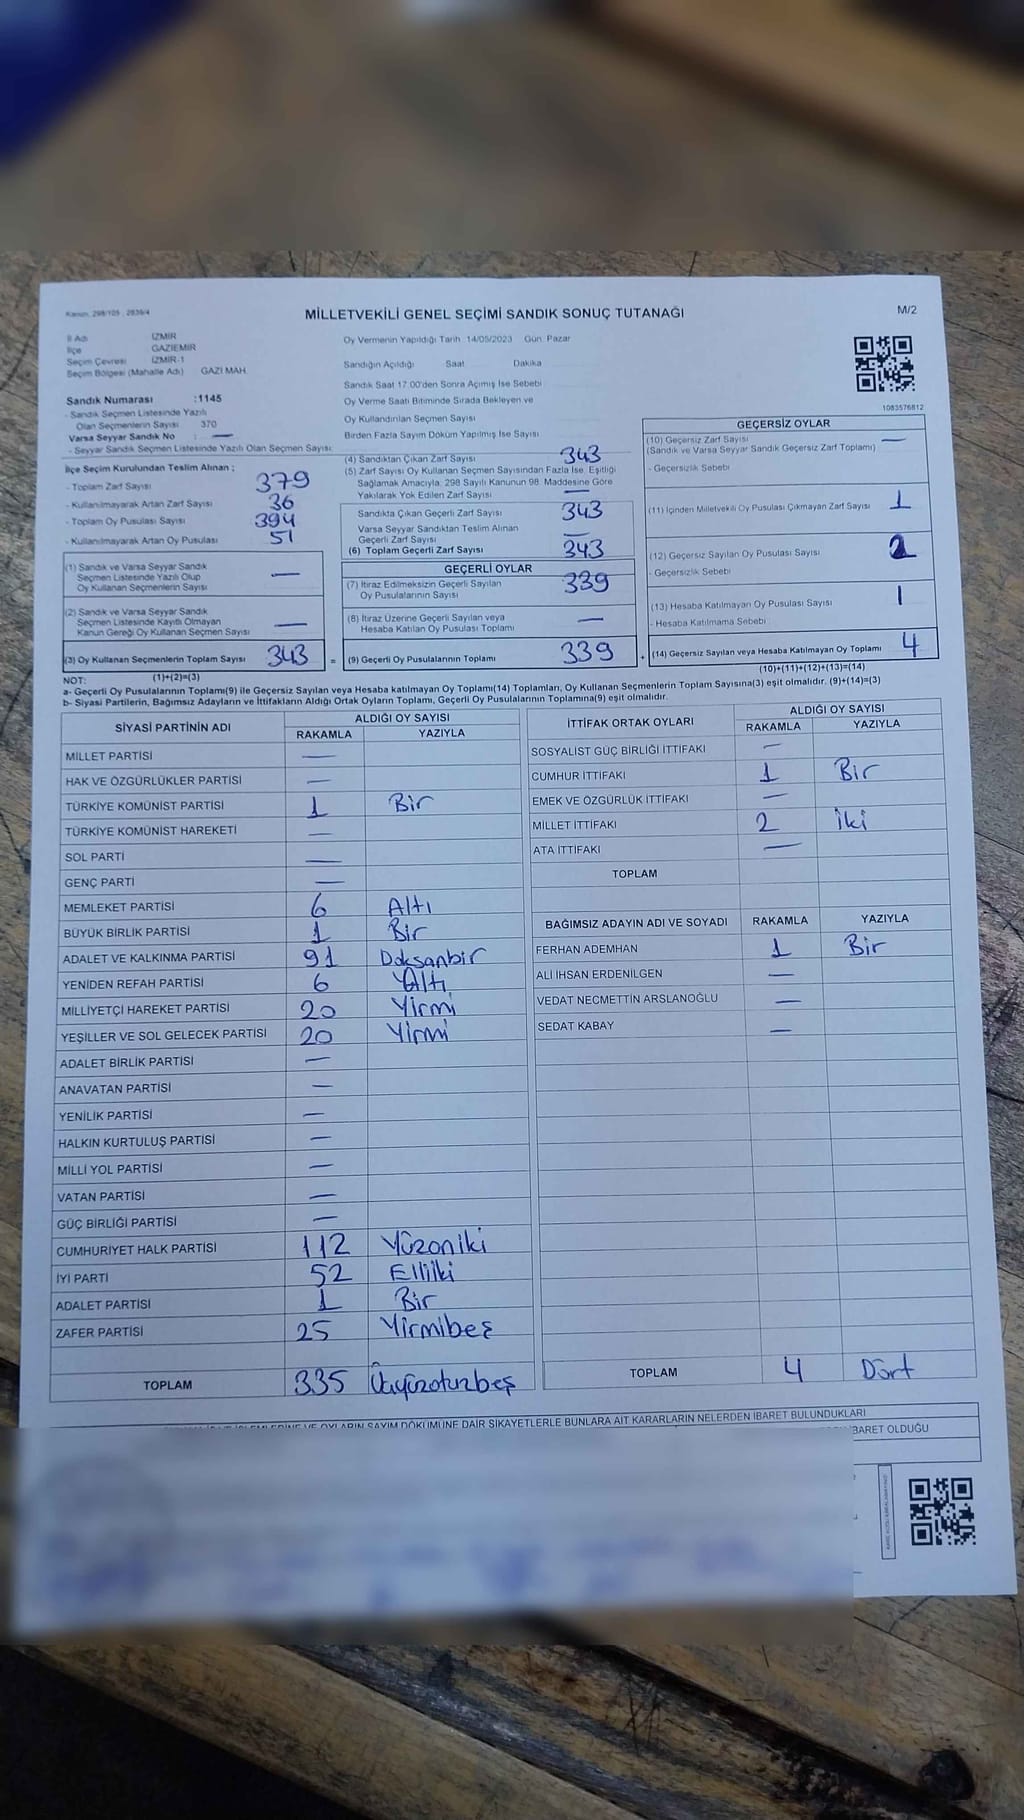 Kanun, 298/105 , 2839/4
MİLLETVEKİLİ GENEL SEÇİMİ SANDIK SONUÇ TUTANAĞI
M/2
İl Adı İZMİR
İlçe GAZİEMİR
Seçim Çevresi İZMİR-1
Seçim Bölgesi (Mahalle Adı) GAZİ MAH.
Sandık Numarası :1145
- Sandık Seçmen Listesinde Yazılı
Olan Seçmenlerin Sayısı 370
Varsa Seyyar Sandık No : —
- Seyyar Sandık Seçmen Listesinde Yazılı Olan Seçmen Sayısı:
İlçe Seçim Kurulundan Teslim Alınan ;
- Toplam Zarf Sayısı 379
- Kullanılmayarak Artan Zarf Sayısı 36
- Toplam Oy Pusulası Sayısı 394
- Kullanılmayarak Artan Oy Pusulası 51
(1) Sandık ve Varsa Seyyar Sandık
Seçmen Listesinde Yazılı Olup
Oy Kullanan Seçmenlerin Sayısı —
(2) Sandık ve Varsa Seyyar Sandık
Seçmen Listesinde Kayıtlı Olmayan
Kanun Gereği Oy Kullanan Seçmen Sayısı —
(3) Oy Kullanan Seçmenlerin Toplam Sayısı 343 =
(1)+(2)=(3)
Oy Vermenin Yapıldığı Tarih 14/05/2023 Gün Pazar
Sandığın Açıldığı Saat Dakika
Sandık Saat 17.00'den Sonra Açımış İse Sebebi
Oy Verme Saati Bitiminde Sırada Bekleyen ve
Oy Kullandırılan Seçmen Sayısı
Birden Fazla Sayım Döküm Yapılmış İse Sayısı
(4) Sandıktan Çıkan Zarf Sayısı 343
(5) Zarf Sayısı Oy Kullanan Seçmen Sayısından Fazla İse, Eşitliği
Sağlamak Amacıyla, 298 Sayılı Kanunun 98. Maddesine Göre
Yakılarak Yok Edilen Zarf Sayısı —
Sandıkta Çıkan Geçerli Zarf Sayısı 343
Varsa Seyyar Sandıktan Teslim Alınan
Geçerli Zarf Sayısı —
(6) Toplam Geçerli Zarf Sayısı 343
GEÇERLİ OYLAR
(7) İtiraz Edilmeksizin Geçerli Sayılan
Oy Pusulalarının Sayısı 339
(8) İtiraz Üzerine Geçerli Sayılan veya
Hesaba Katılan Oy Pusulası Toplamı —
(9) Geçerli Oy Pusulalarının Toplamı 339 +
1083576812
GEÇERSİZ OYLAR
(10) Geçersiz Zarf Sayısı —
(Sandık ve Varsa Seyyar Sandık Geçersiz Zarf Toplamı)
- Geçersizlik Sebebi
(11) İçinden Milletvekili Oy Pusulası Çıkmayan Zarf Sayısı 1
(12) Geçersiz Sayılan Oy Pusulası Sayısı 2
- Geçersizlik Sebebi
(13) Hesaba Katılmayan Oy Pusulası Sayısı 1
- Hesaba Katılmama Sebebi
(14) Geçersiz Sayılan veya Hesaba Katılmayan Oy Toplamı 4
(10)+(11)+(12)+(13)=(14)
NOT:
a- Geçerli Oy Pusulalarının Toplamı(9) ile Geçersiz Sayılan veya Hesaba katılmayan Oy Toplamı(14) Toplamları, Oy Kullanan Seçmenlerin Toplam Sayısına(3) eşit olmalıdır. (9)+(14)=(3)
b- Siyasi Partilerin, Bağımsız Adayların ve İttifakların Aldığı Ortak Oyların Toplamı, Geçerli Oy Pusulalarının Toplamına(9) eşit olmalıdır.
SİYASİ PARTİNİN ADI ALDIĞI OY SAYISI
RAKAMLA YAZIYLA
MİLLET PARTİSİ —
HAK VE ÖZGÜRLÜKLER PARTİSİ —
TÜRKİYE KOMÜNİST PARTİSİ 1 Bir
TÜRKİYE KOMÜNİST HAREKETİ —
SOL PARTİ —
GENÇ PARTİ —
MEMLEKET PARTİSİ 6 Altı
BÜYÜK BİRLİK PARTİSİ 1 Bir
ADALET VE KALKINMA PARTİSİ 91 Doksanbir
YENİDEN REFAH PARTİSİ 6 Altı
MİLLİYETÇİ HAREKET PARTİSİ 20 Yirmi
YEŞİLLER VE SOL GELECEK PARTİSİ 20 Yirmi
ADALET BİRLİK PARTİSİ —
ANAVATAN PARTİSİ —
YENİLİK PARTİSİ —
HALKIN KURTULUŞ PARTİSİ —
MİLLİ YOL PARTİSİ —
VATAN PARTİSİ —
GÜÇ BİRLİĞİ PARTİSİ —
CUMHURİYET HALK PARTİSİ 112 Yüzoniki
İYİ PARTİ 52 Elliiki
ADALET PARTİSİ 1 Bir
ZAFER PARTİSİ 25 Yirmibeş
TOPLAM 335 Üçyüzotuzbeş
İTTİFAK ORTAK OYLARI ALDIĞI OY SAYISI
RAKAMLA YAZIYLA
SOSYALİST GÜÇ BİRLİĞİ İTTİFAKI —
CUMHUR İTTİFAKI 1 Bir
EMEK VE ÖZGÜRLÜK İTTİFAKI —
MİLLET İTTİFAKI 2 İki
ATA İTTİFAKI —
TOPLAM
BAĞIMSIZ ADAYIN ADI VE SOYADI RAKAMLA YAZIYLA
FERHAN ADEMHAN 1 Bir
ALİ İHSAN ERDENİLGEN —
VEDAT NECMETTİN ARSLANOĞLU —
SEDAT KABAY —
TOPLAM 4 Dört
VE OYLARIN SAYIM DÖKÜMÜNE DAİR ŞİKAYETLERLE BUNLARA AİT KARARLARIN NELERDEN İBARET BULUNDUKLARI
BARET OLDUĞU